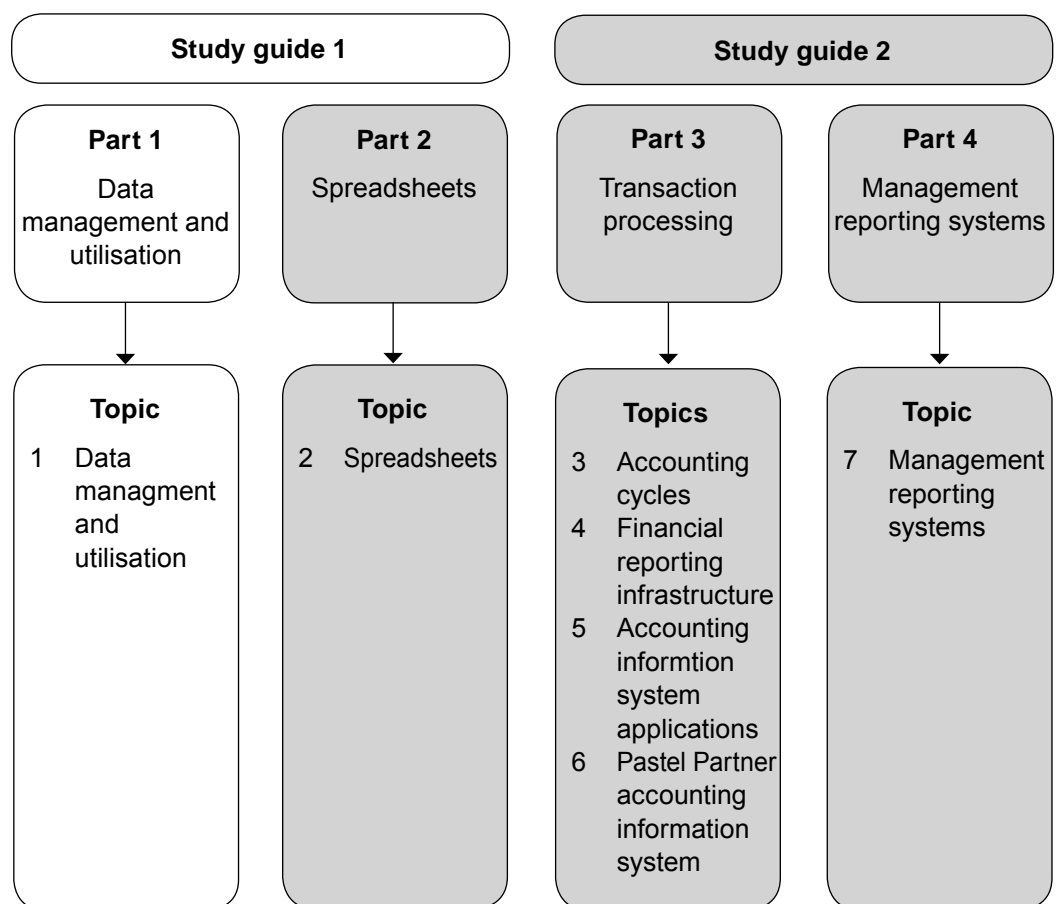 Study guide 1
Study guide 2
Part 1
Data
management and
utilisation
Part 2
Spreadsheets
Part 3
Transaction
processing
Part 4
Management
reporting systems
Topic
1 Data
managment
and
utilisation
Topic
2 Spreadsheets
Topics
3 Accounting
cycles
4 Financial
reporting
infrastructure
5 Accounting
informtion
system
applications
6 Pastel Partner
accounting
information
system
Topic
7 Management
reporting
systems